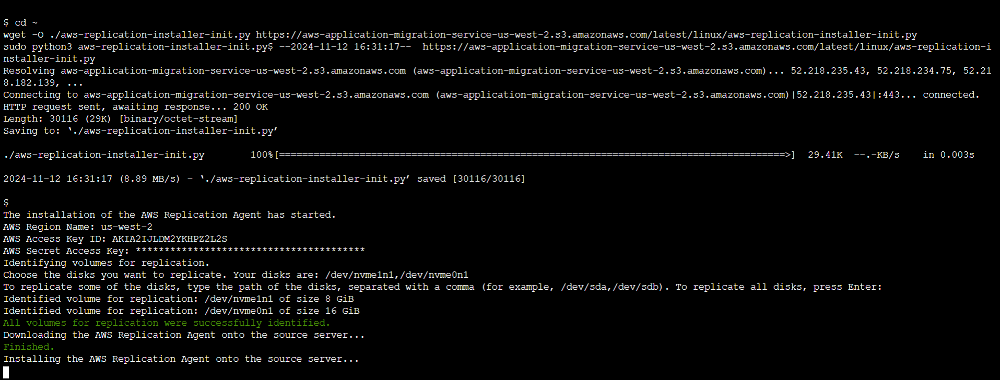 $ cd ~
wget -O ./aws-replication-installer-init.py https://aws-application-migration-service-us-west-2.s3.amazonaws.com/latest/linux/aws-replication-installer-init.py
sudo python3 aws-replication-installer-init.py$ --2024-11-12 16:31:17--  https://aws-application-migration-service-us-west-2.s3.amazonaws.com/latest/linux/aws-replication-i
nstaller-init.py
Resolving aws-application-migration-service-us-west-2.s3.amazonaws.com (aws-application-migration-service-us-west-2.s3.amazonaws.com)... 52.218.235.43, 52.218.234.75, 52.21
8.182.139, ...
Connecting to aws-application-migration-service-us-west-2.s3.amazonaws.com (aws-application-migration-service-us-west-2.s3.amazonaws.com)|52.218.235.43|:443... connected.
HTTP request sent, awaiting response... 200 OK
Length: 30116 (29K) [binary/octet-stream]
Saving to: ‘./aws-replication-installer-init.py’
./aws-replication-installer-init.py        100%[========================================================================================>]  29.41K  --.-KB/s    in 0.003s
2024-11-12 16:31:17 (8.89 MB/s) - ‘./aws-replication-installer-init.py’ saved [30116/30116]
$
The installation of the AWS Replication Agent has started.
AWS Region Name: us-west-2
AWS Access Key ID: AKIA2IJLDM2YKHPZ2L2S
AWS Secret Access Key: ****************************************
Identifying volumes for replication.
Choose the disks you want to replicate. Your disks are: /dev/nvme1n1,/dev/nvme0n1
To replicate some of the disks, type the path of the disks, separated with a comma (for example, /dev/sda,/dev/sdb). To replicate all disks, press Enter:
Identified volume for replication: /dev/nvme1n1 of size 8 GiB
Identified volume for replication: /dev/nvme0n1 of size 16 GiB
All volumes for replication were successfully identified.
Downloading the AWS Replication Agent onto the source server...
Finished.
Installing the AWS Replication Agent onto the source server...